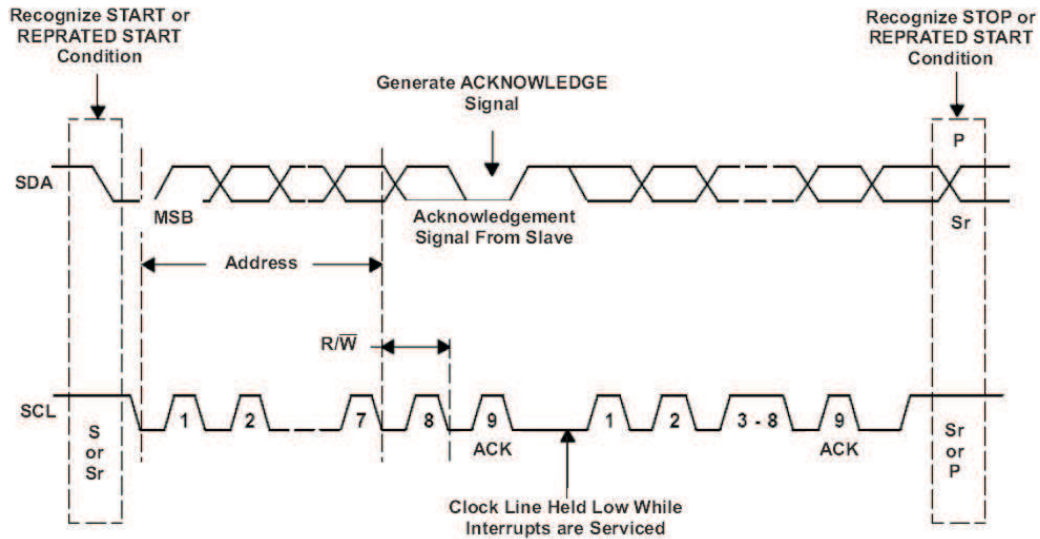 Recognize START or
REPRATED START
Condition
Recognize STOP or
REPRATED START
Condition
Generate ACKNOWLEDGE
Signal
P
SDA
MSB
Acknowledgement
Signal From Slave
Sr
Address
R/W̅
SCL
1
2
7
8
9
1
2
3 - 8
9
S
or
Sr
ACK
ACK
Sr
or
P
Clock Line Held Low While
Interrupts are Serviced